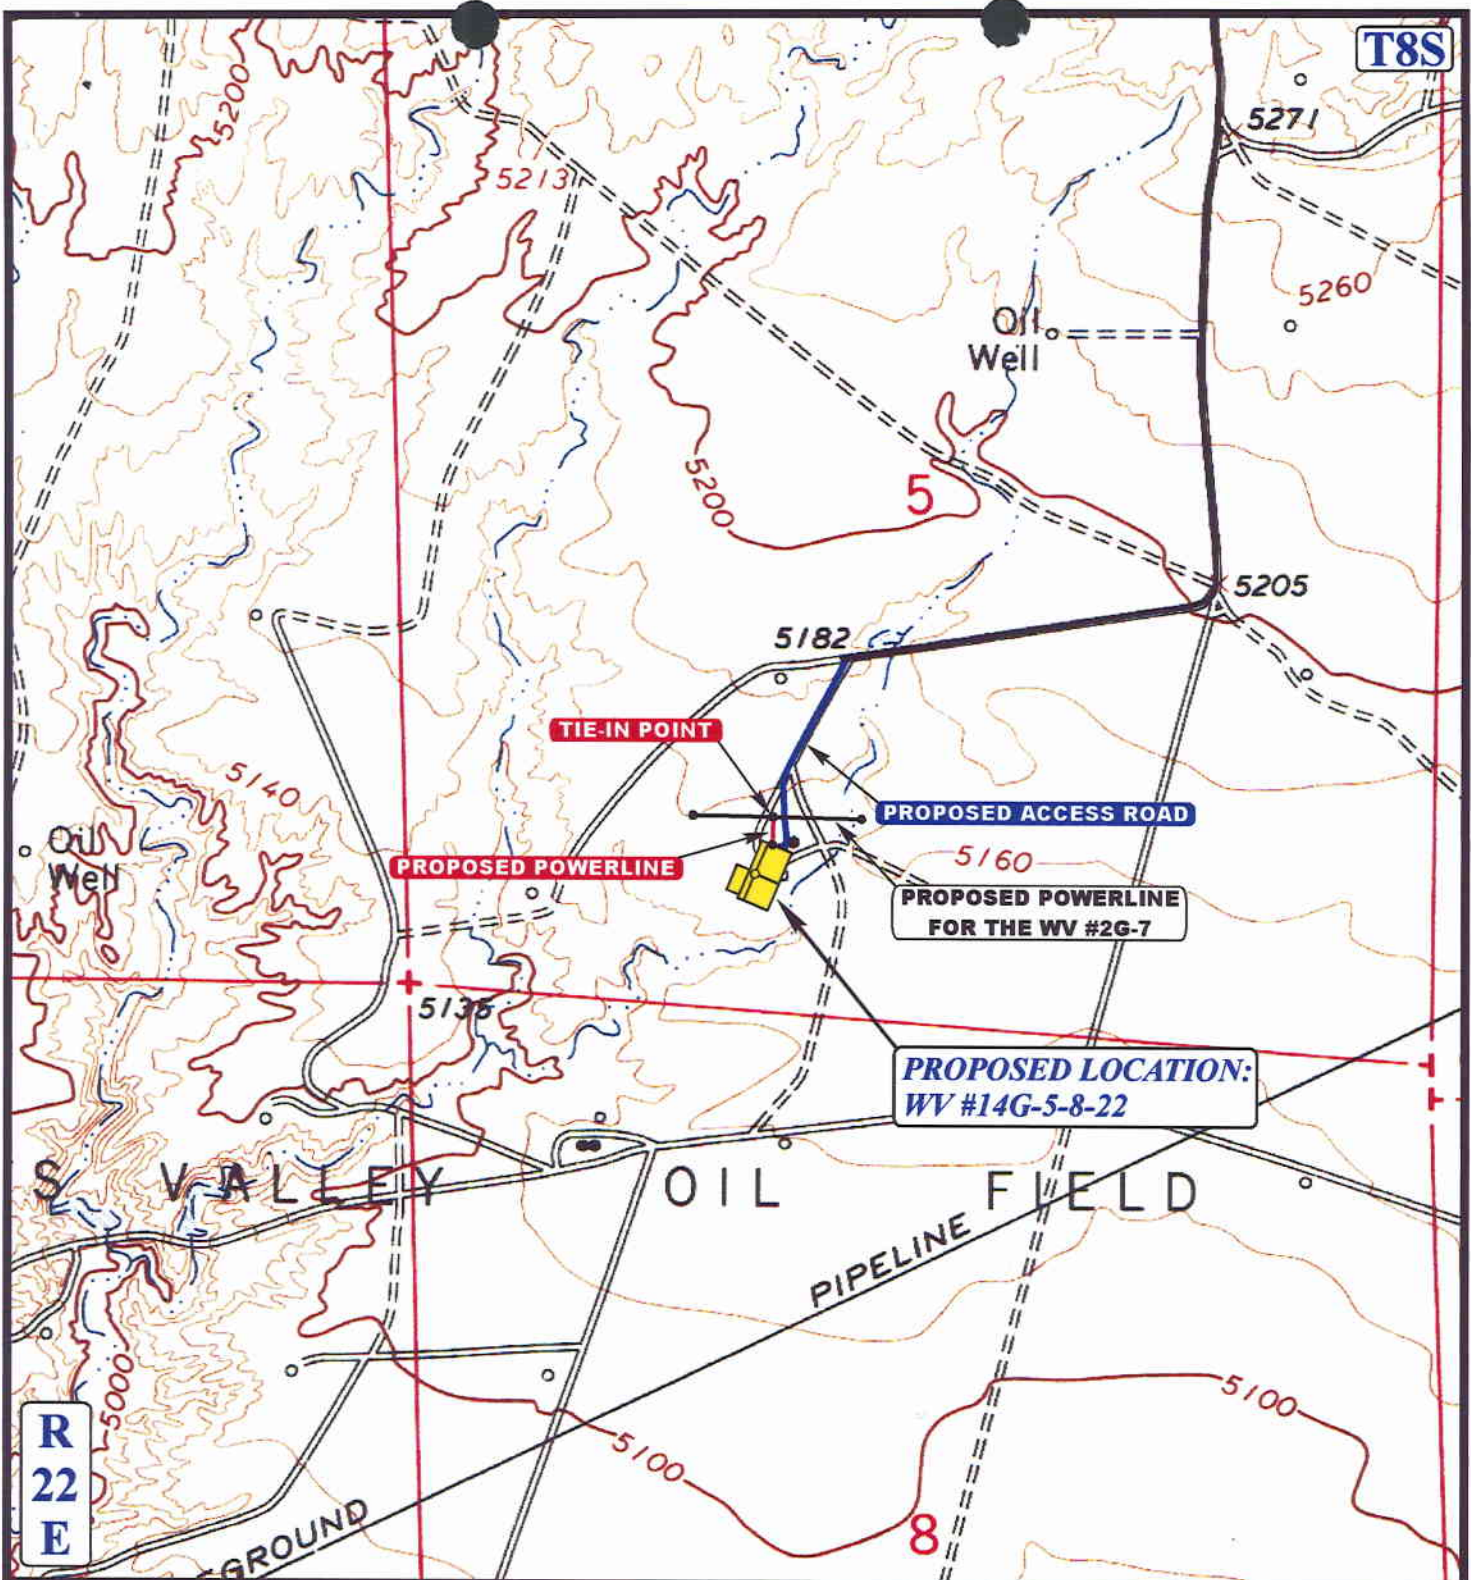 T8S
5200
5271
5213
5260
Oil
Well
5200
5
5205
5182
TIE-IN POINT
5140
PROPOSED ACCESS ROAD
Oil
Well
PROPOSED POWERLINE
5160
PROPOSED POWERLINE
FOR THE WV #2G-7
5135
PROPOSED LOCATION:
WV #14G-5-8-22
S VALLEY OIL FIELD
PIPELINE
5000
5100
5100
R
22
E
GROUND
8